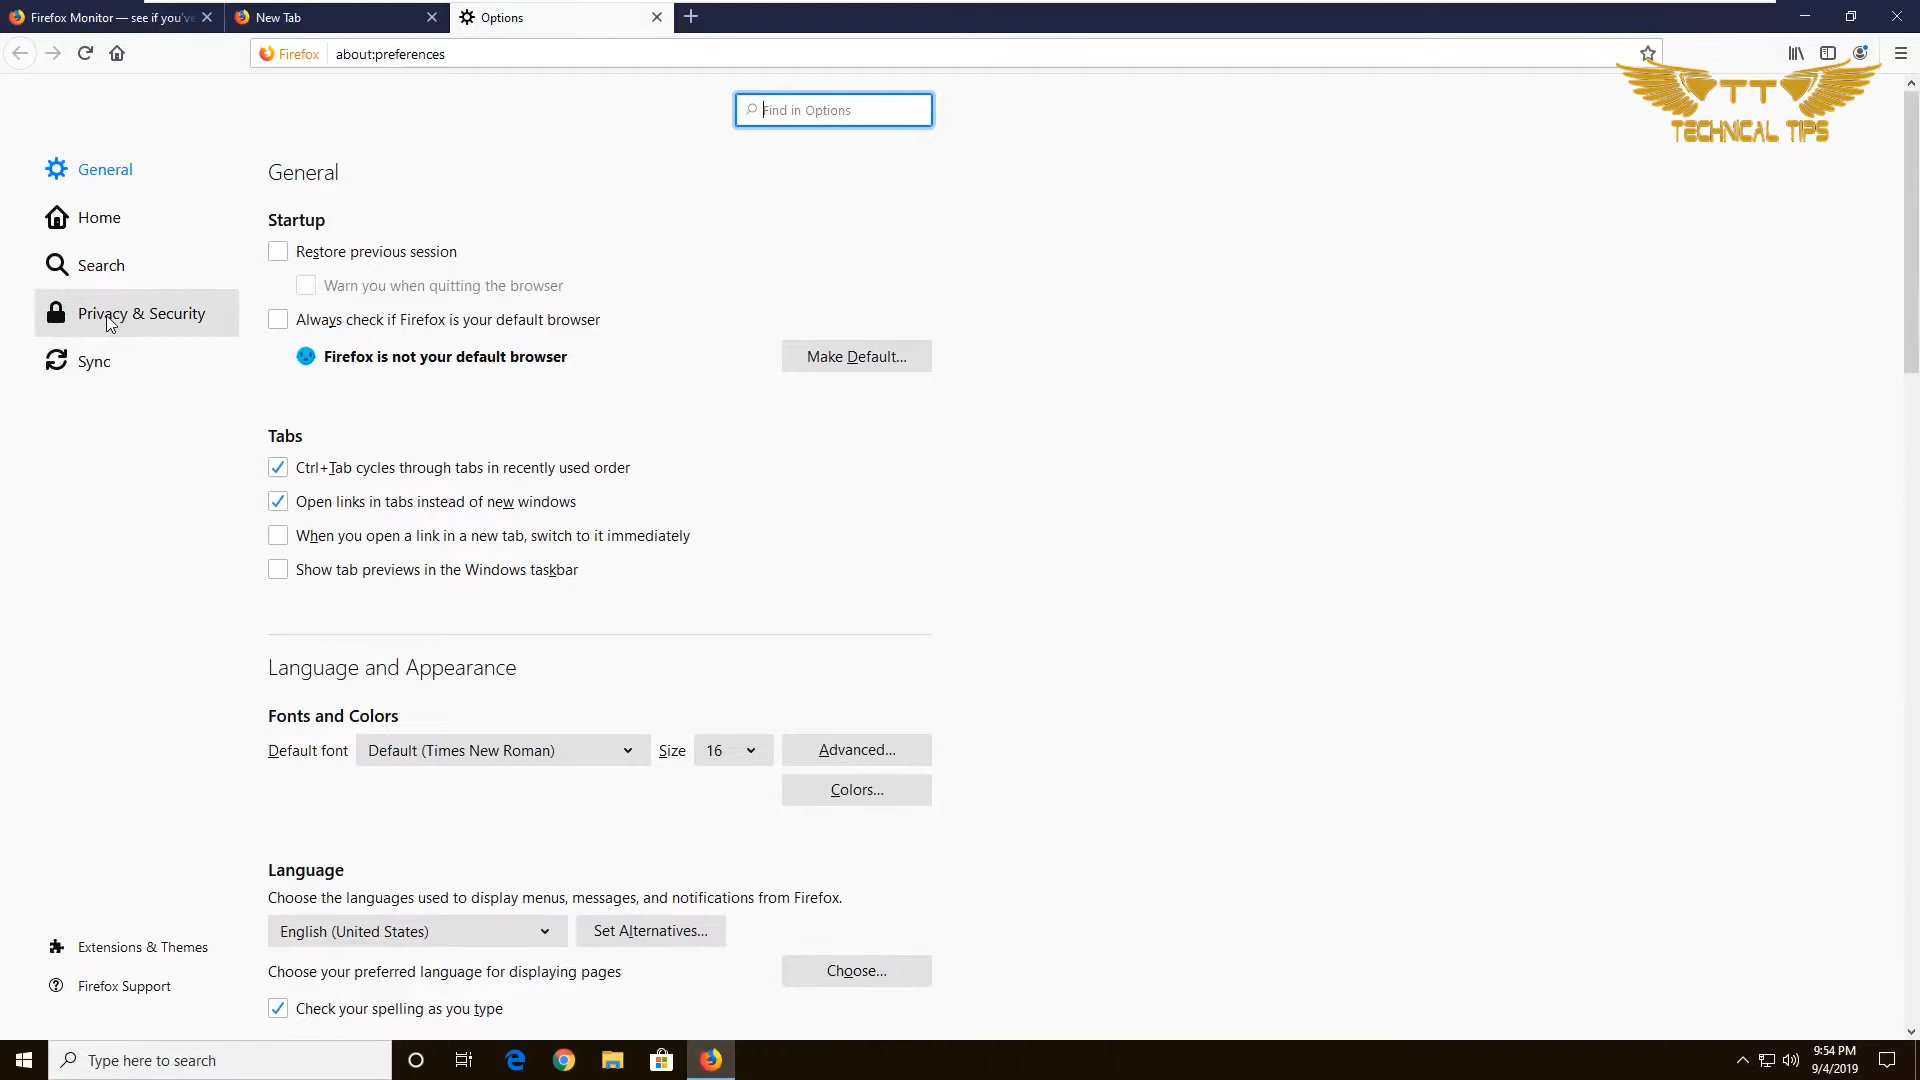 Firefox Monitor — see if you've
New Tab
Options
Firefox
about:preferences
TT
TECHNICAL TIPS
Find in Options
General
Home
Search
Privacy & Security
Sync
General
Startup
Restore previous session
Warn you when quitting the browser
Always check if Firefox is your default browser
Firefox is not your default browser
Make Default...
Tabs
Ctrl+Tab cycles through tabs in recently used order
Open links in tabs instead of new windows
When you open a link in a new tab, switch to it immediately
Show tab previews in the Windows taskbar
Language and Appearance
Fonts and Colors
Default font Default (Times New Roman) Size 16 Advanced...
Colors...
Language
Choose the languages used to display menus, messages, and notifications from Firefox.
English (United States) Set Alternatives...
Choose your preferred language for displaying pages Choose...
Check your spelling as you type
Extensions & Themes
Firefox Support
Type here to search
9:54 PM
9/4/2019